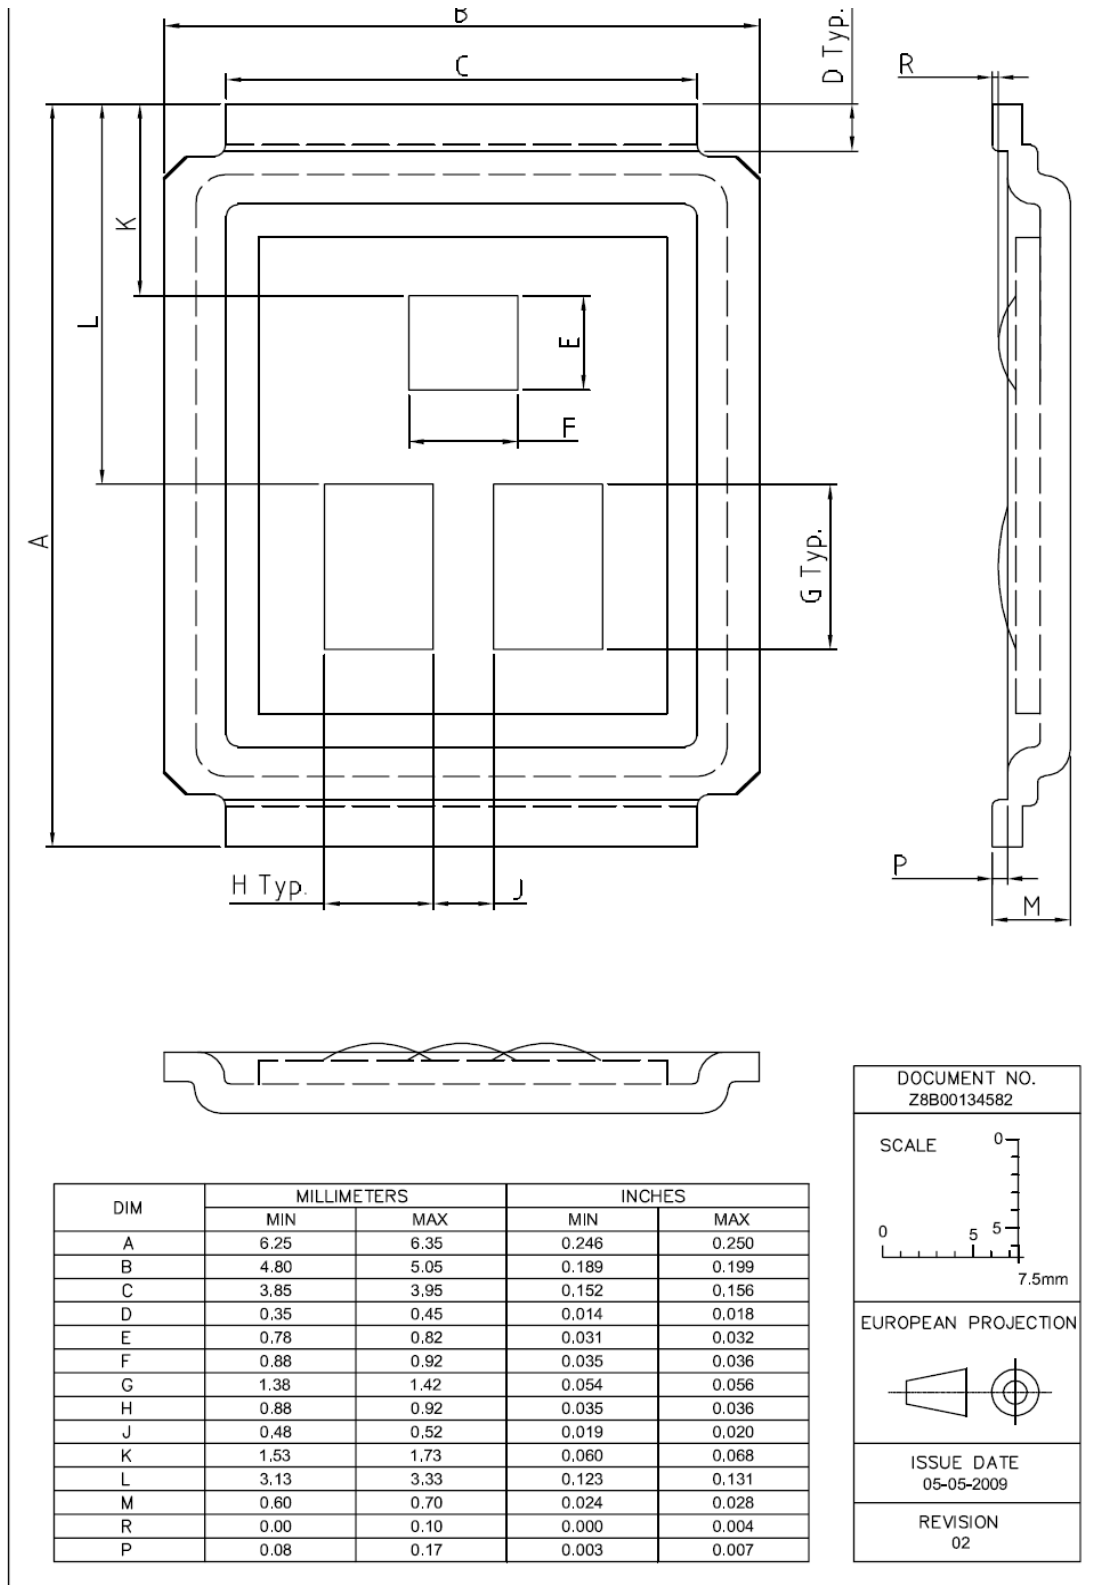 B
C
D Typ.
R
K
L
E
F
A
G Typ.
H Typ.
J
P
M
DOCUMENT NO.
Z8B00134582
SCALE
0
0 5 5
7.5mm
EUROPEAN PROJECTION
ISSUE DATE
05-05-2009
REVISION
02
DIM MILLIMETERS INCHES
MIN MAX MIN MAX
A 6.25 6.35 0.246 0.250
B 4.80 5.05 0.189 0.199
C 3.85 3.95 0.152 0.156
D 0.35 0.45 0.014 0.018
E 0.78 0.82 0.031 0.032
F 0.88 0.92 0.035 0.036
G 1.38 1.42 0.054 0.056
H 0.88 0.92 0.035 0.036
J 0.48 0.52 0.019 0.020
K 1.53 1.73 0.060 0.068
L 3.13 3.33 0.123 0.131
M 0.60 0.70 0.024 0.028
R 0.00 0.10 0.000 0.004
P 0.08 0.17 0.003 0.007